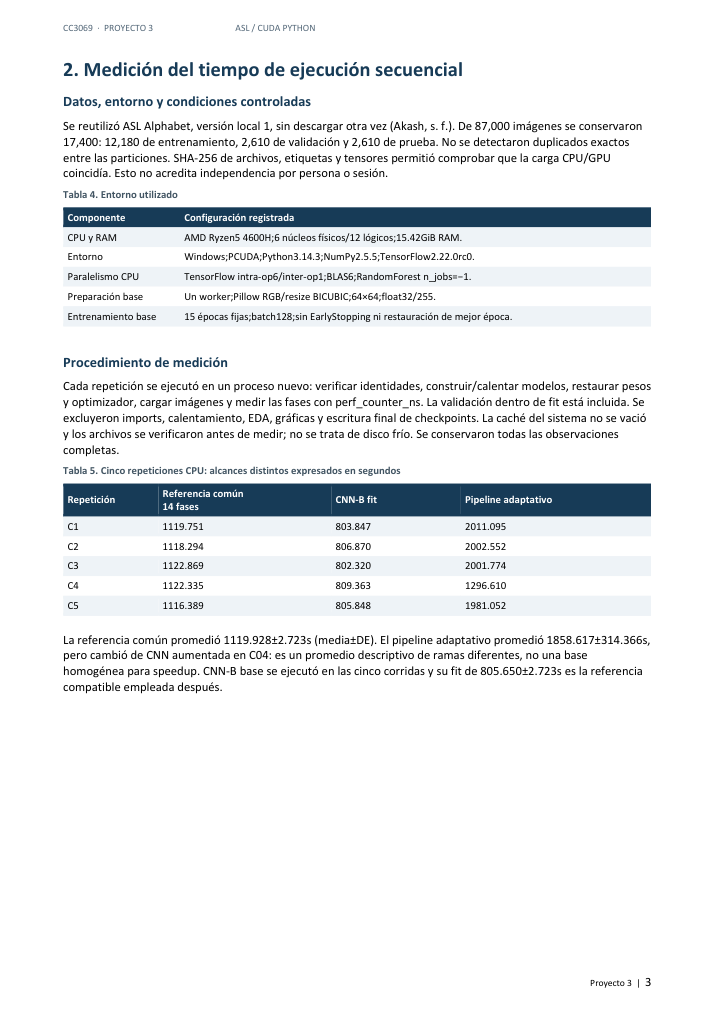 CC3069 · PROYECTO 3 ASL / CUDA PYTHON
2. Medición del tiempo de ejecución secuencial
Datos, entorno y condiciones controladas
Se reutilizó ASL Alphabet, versión local 1, sin descargar otra vez (Akash, s. f.). De 87,000 imágenes se conservaron
17,400: 12,180 de entrenamiento, 2,610 de validación y 2,610 de prueba. No se detectaron duplicados exactos
entre las particiones. SHA-256 de archivos, etiquetas y tensores permitió comprobar que la carga CPU/GPU
coincidía. Esto no acredita independencia por persona o sesión.
Tabla 4. Entorno utilizado
Componente Configuración registrada
CPU y RAM AMD Ryzen5 4600H;6 núcleos físicos/12 lógicos;15.42GiB RAM.
Entorno Windows;PCUDA;Python3.14.3;NumPy2.5.5;TensorFlow2.22.0rc0.
Paralelismo CPU TensorFlow intra-op6/inter-op1;BLAS6;RandomForest n_jobs=−1.
Preparación base Un worker;Pillow RGB/resize BICUBIC;64×64;float32/255.
Entrenamiento base 15 épocas fijas;batch128;sin EarlyStopping ni restauración de mejor época.
Procedimiento de medición
Cada repetición se ejecutó en un proceso nuevo: verificar identidades, construir/calentar modelos, restaurar pesos
y optimizador, cargar imágenes y medir las fases con perf_counter_ns. La validación dentro de fit está incluida. Se
excluyeron imports, calentamiento, EDA, gráficas y escritura final de checkpoints. La caché del sistema no se vació
y los archivos se verificaron antes de medir; no se trata de disco frío. Se conservaron todas las observaciones
completas.
Tabla 5. Cinco repeticiones CPU: alcances distintos expresados en segundos
Repetición Referencia común CNN-B fit Pipeline adaptativo
14 fases
C1 1119.751 803.847 2011.095
C2 1118.294 806.870 2002.552
C3 1122.869 802.320 2001.774
C4 1122.335 809.363 1296.610
C5 1116.389 805.848 1981.052
La referencia común promedió 1119.928±2.723s (media±DE). El pipeline adaptativo promedió 1858.617±314.366s,
pero cambió de CNN aumentada en C04: es un promedio descriptivo de ramas diferentes, no una base
homogénea para speedup. CNN-B base se ejecutó en las cinco corridas y su fit de 805.650±2.723s es la referencia
compatible empleada después.
Proyecto 3 | 3